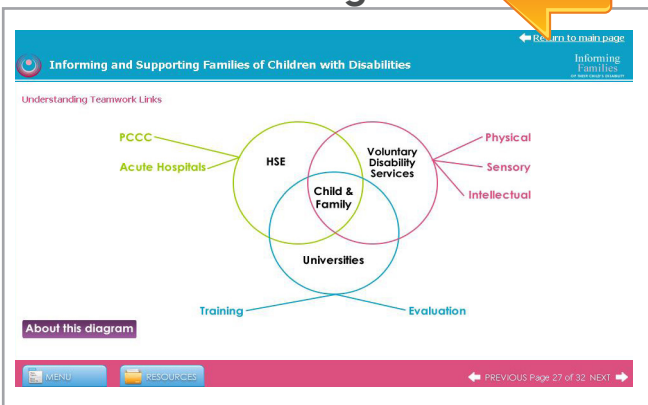 Return to main page
Informing and Supporting Families of Children with Disabilities
Informing
Families
Understanding Teamwork Links
PCCC
Acute Hospitals
HSE
Voluntary
Disability
Services
Physical
Sensory
Intellectual
Child &
Family
Universities
Training
Evaluation
About this diagram
MENU
RESOURCES
PREVIOUS Page 27 of 32 NEXT